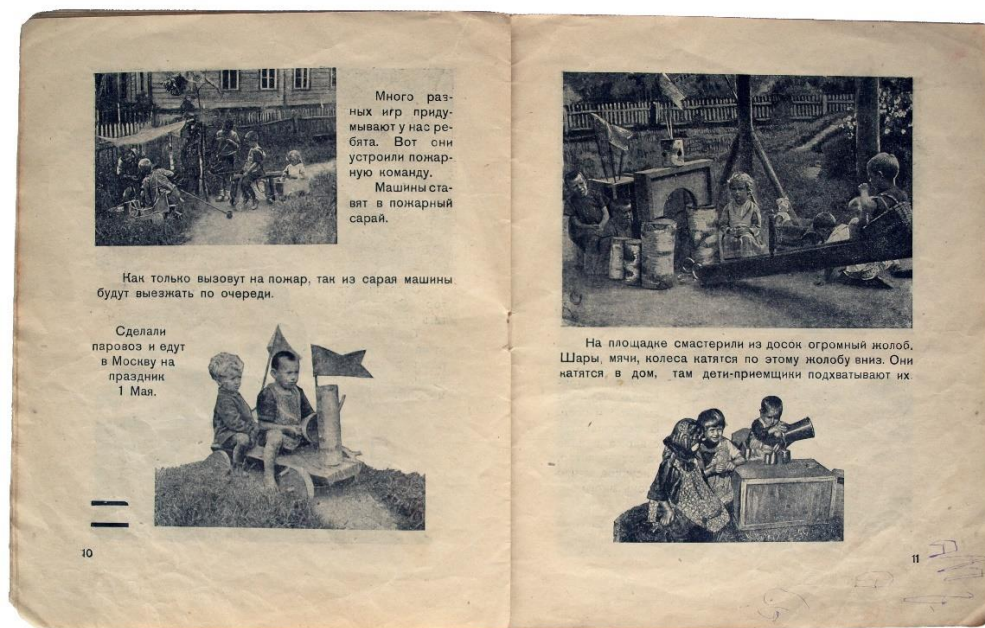 Много раз-
ных игр приду-
мывают у нас ре-
бята. Вот они
устроили пожар-
ную команду.
Машины ста-
вят в пожарный
сарай.
Как только вызовут на пожар, так из сарая машины
будут выезжать по очереди.
Сделали
паровоз и едут
в Москву на
праздник
1 Мая.
10
На площадке смастерили из досок огромный жолоб.
Шары, мячи, колеса катятся по этому жолобу вниз. Они
катятся в дом, там дети-приемщики подхватывают их.
11